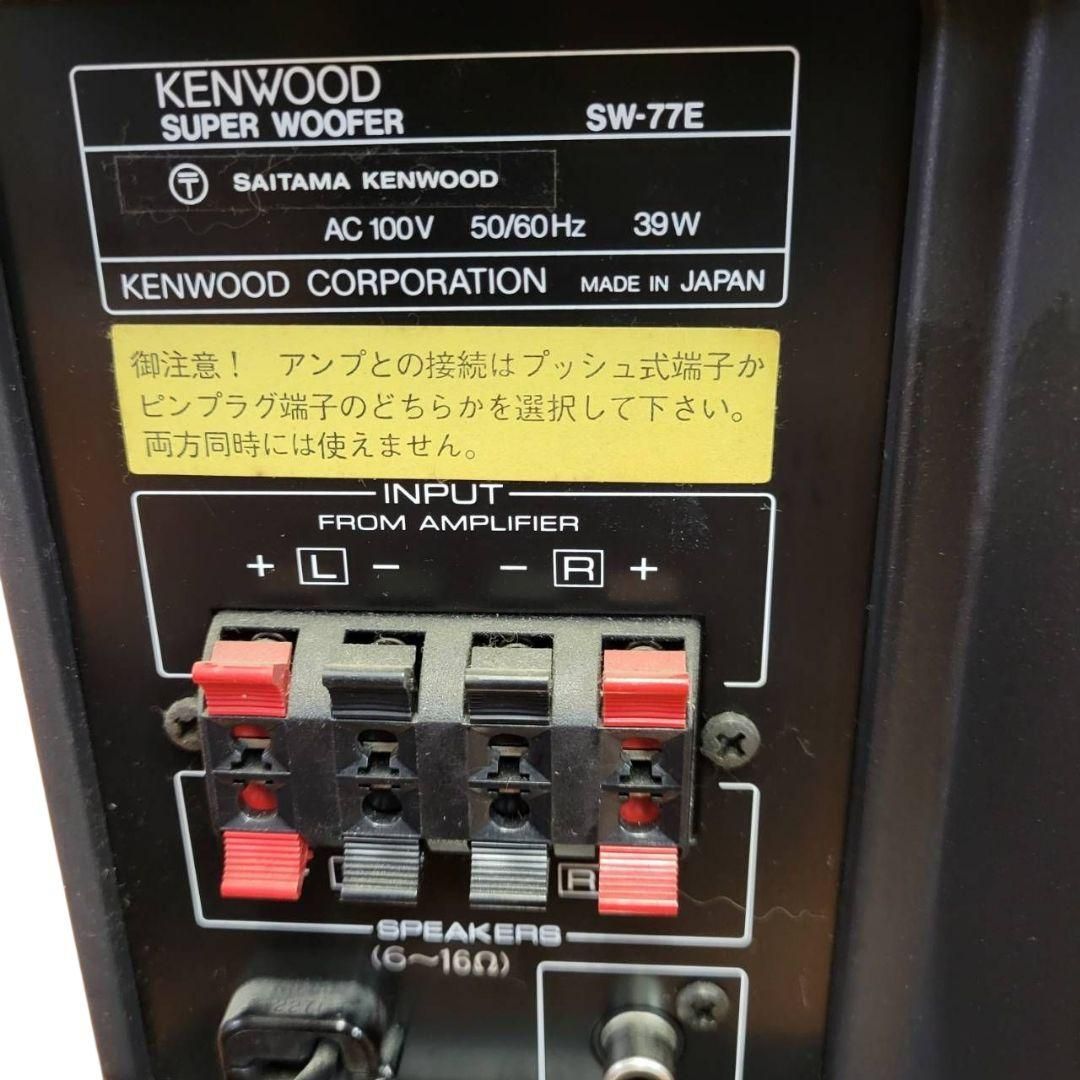 KENWOOD
SUPER WOOFER SW-77E
〒 SAITAMA KENWOOD
AC 100V 50/60Hz 39W
KENWOOD CORPORATION MADE IN JAPAN
御注意！ アンプとの接続はプッシュ式端子か
ピンプラグ端子のどちらかを選択して下さい。
両方同時には使えません。
INPUT
FROM AMPLIFIER
+ L - - R +
R
SPEAKERS
(6～16Ω)